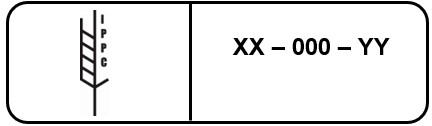 IPPC
XX – 000 – YY